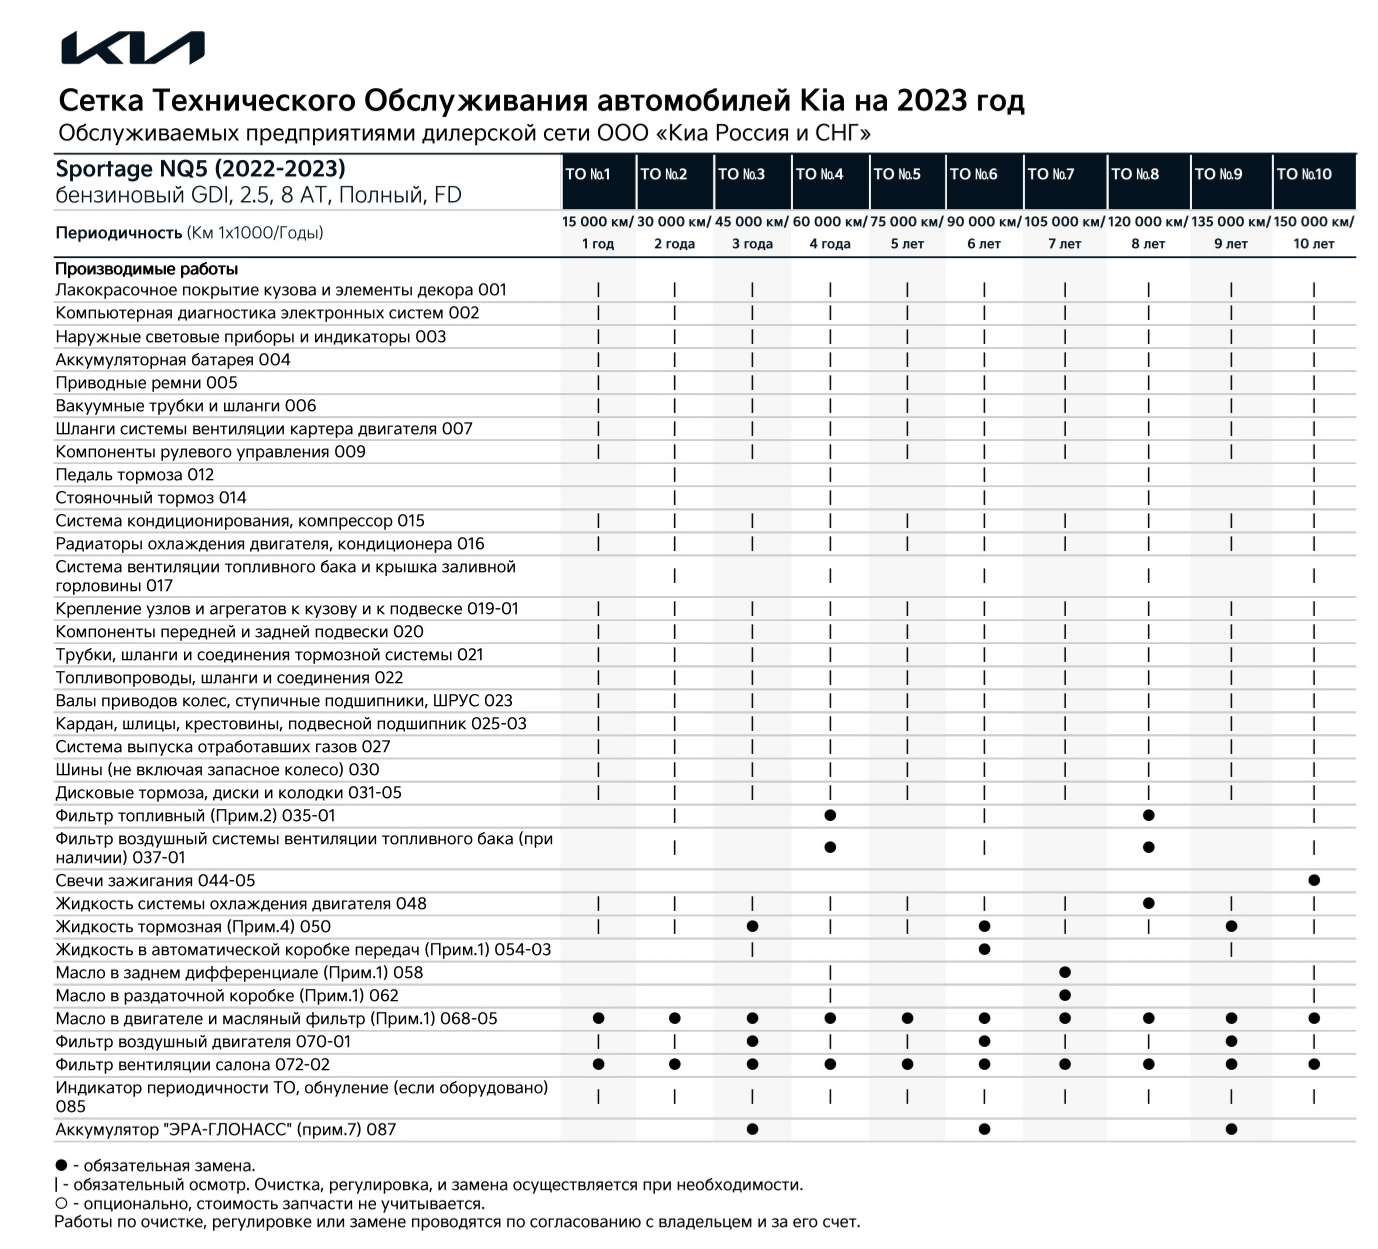 KIA
Сетка Технического Обслуживания автомобилей Kia на 2023 год
Обслуживаемых предприятиями дилерской сети ООО «Киа Россия и СНГ»
Sportage NQ5 (2022-2023) ТО №1 ТО №2 ТО №3 ТО №4 ТО №5 ТО №6 ТО №7 ТО №8 ТО №9 ТО №10
бензиновый GDI, 2.5, 8 AT, Полный, FD
15 000 км/ 30 000 км/ 45 000 км/ 60 000 км/ 75 000 км/ 90 000 км/ 105 000 км/ 120 000 км/ 135 000 км/ 150 000 км/
Периодичность (Км 1x1000/Годы)
1 год 2 года 3 года 4 года 5 лет 6 лет 7 лет 8 лет 9 лет 10 лет
Производимые работы
Лакокрасочное покрытие кузова и элементы декора 001 | | | | | | | | | |
Компьютерная диагностика электронных систем 002 | | | | | | | | | |
Наружные световые приборы и индикаторы 003 | | | | | | | | | |
Аккумуляторная батарея 004 | | | | | | | | | |
Приводные ремни 005 | | | | | | | | | |
Вакуумные трубки и шланги 006 | | | | | | | | | |
Шланги системы вентиляции картера двигателя 007 | | | | | | | | | |
Компоненты рулевого управления 009 | | | | | | | | | |
Педаль тормоза 012 | | | | |
Стояночный тормоз 014 | | | | |
Система кондиционирования, компрессор 015 | | | | | | | | | |
Радиаторы охлаждения двигателя, кондиционера 016 | | | | | | | | | |
Система вентиляции топливного бака и крышка заливной
горловины 017 | | | | |
Крепление узлов и агрегатов к кузову и к подвеске 019-01 | | | | | | | | | |
Компоненты передней и задней подвески 020 | | | | | | | | | |
Трубки, шланги и соединения тормозной системы 021 | | | | | | | | | |
Топливопроводы, шланги и соединения 022 | | | | | | | | | |
Валы приводов колес, ступичные подшипники, ШРУС 023 | | | | | | | | | |
Кардан, шлицы, крестовины, подвесной подшипник 025-03 | | | | | | | | | |
Система выпуска отработавших газов 027 | | | | | | | | | |
Шины (не включая запасное колесо) 030 | | | | | | | | | |
Дисковые тормоза, диски и колодки 031-05 | | | | | | | | | |
Фильтр топливный (Прим.2) 035-01 | ● | ● |
Фильтр воздушный системы вентиляции топливного бака (при
наличии) 037-01 | ● | ● |
Свечи зажигания 044-05 ●
Жидкость системы охлаждения двигателя 048 | | | | | | | ● | |
Жидкость тормозная (Прим.4) 050 | | ● | | ● | | ● |
Жидкость в автоматической коробке передач (Прим.1) 054-03 | ● |
Масло в заднем дифференциале (Прим.1) 058 | ● |
Масло в раздаточной коробке (Прим.1) 062 | ● |
Масло в двигателе и масляный фильтр (Прим.1) 068-05 ● ● ● ● ● ● ● ● ● ●
Фильтр воздушный двигателя 070-01 | | ● | | ● | | ● |
Фильтр вентиляции салона 072-02 ● ● ● ● ● ● ● ● ● ●
Индикатор периодичности ТО, обнуление (если оборудовано)
085 | | | | | | | | | |
Аккумулятор "ЭРА-ГЛОНАСС" (прим.7) 087 ● ● ●
● - обязательная замена.
| - обязательный осмотр. Очистка, регулировка, и замена осуществляется при необходимости.
○ - опционально, стоимость запчасти не учитывается.
Работы по очистке, регулировке или замене проводятся по согласованию с владельцем и за его счет.